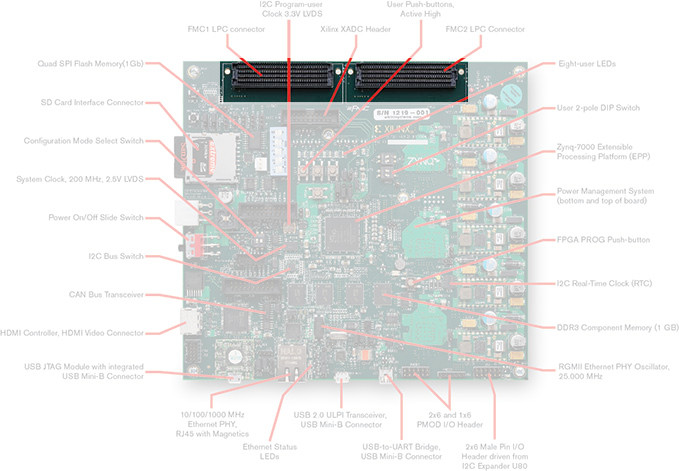 I2C Program-user
Clock 3.3V LVDS
User Push-buttons,
Active High
FMC1 LPC connector
Xilinx XADC Header
FMC2 LPC Connector
Quad SPI Flash Memory(1Gb)
Eight-user LEDs
SD Card Interface Connector
User 2-pole DIP Switch
S/N 1219-001
XILINX
Configuration Mode Select Switch
Zynq-7000 Extensible
Processing Platform (EPP)
System Clock, 200 MHz, 2.5V LVDS
Power Management System
(bottom and top of board)
Power On/Off Slide Switch
FPGA PROG Push-button
I2C Bus Switch
I2C Real-Time Clock (RTC)
CAN Bus Transceiver
HDMI Controller, HDMI Video Connector
DDR3 Component Memory (1 GB)
USB JTAG Module with integrated
USB Mini-B Connector
RGMII Ethernet PHY Oscillator,
25.000 MHz
10/100/1000 MHz
Ethernet PHY,
RJ45 with Magnetics
Ethernet Status
LEDs
USB 2.0 ULPI Transceiver,
USB Mini-B Connector
USB-to-UART Bridge,
USB Mini-B Connector
2x6 and 1x6
PMOD I/O Header
2x6 Male Pin I/O
Header driven from
I2C Expander U80